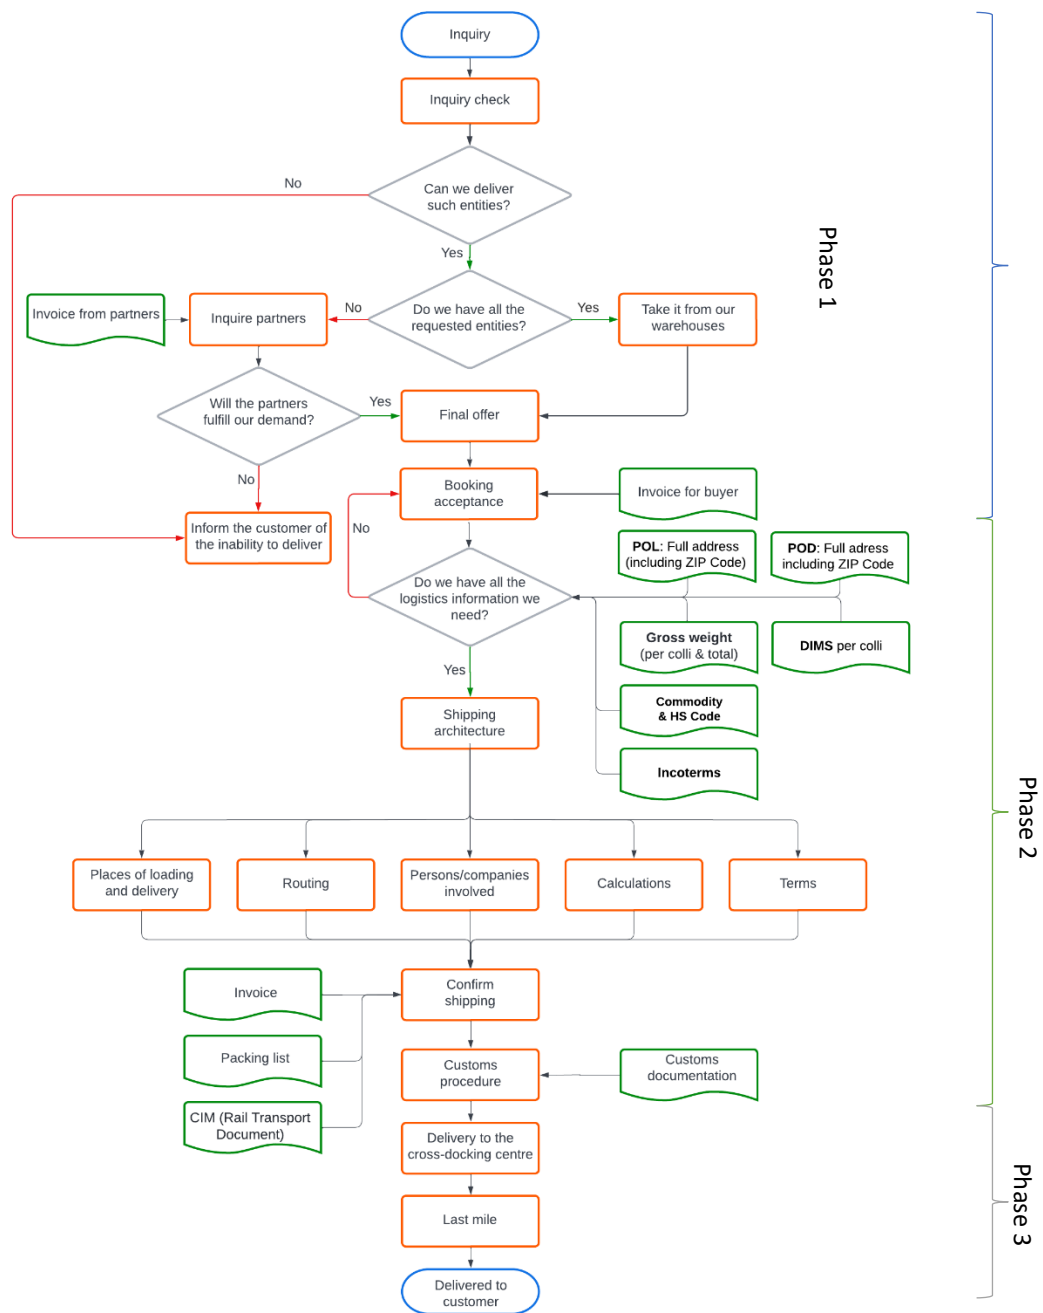 Inquiry
Inquiry check
No
Can we deliver
such entities?
Yes
Phase 1
Invoice from partners
Inquire partners
No
Do we have all the
requested entities?
Yes
Take it from our
warehouses
Will the partners
fulfill our demand?
Yes
Final offer
No
Booking
acceptance
Invoice for buyer
Inform the customer of
the inability to deliver
No
POL: Full address
(including ZIP Code)
POD: Full adress
including ZIP Code
Do we have all the
logistics information we
need?
Gross weight
(per colli & total)
DIMS per colli
Yes
Commodity
& HS Code
Shipping
architecture
Incoterms
Phase 2
Places of loading
and delivery
Routing
Persons/companies
involved
Calculations
Terms
Invoice
Confirm
shipping
Packing list
Customs
procedure
Customs
documentation
CIM (Rail Transport
Document)
Delivery to the
cross-docking centre
Phase 3
Last mile
Delivered to
customer